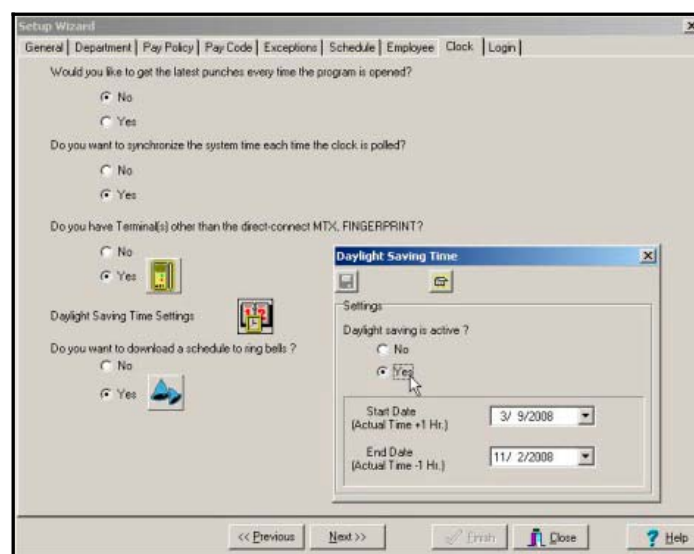 Setup Wizard
General Department Pay Policy Pay Code Exceptions Schedule Employee Clock Login
Would you like to get the latest punches every time the program is opened?
No
Yes
Do you want to synchronize the system time each time the clock is polled?
No
Yes
Do you have Terminal(s) other than the direct-connect MTX, FINGERPRINT?
No
Yes
Daylight Saving Time Settings
Do you want to download a schedule to ring bells ?
No
Yes
Daylight Saving Time
Settings
Daylight saving is active ?
No
Yes
Start Date
(Actual Time +1 Hr.)
3/ 9/2008
End Date
(Actual Time -1 Hr.)
11/ 2/2008
<< Previous Next >> Finish Close Help